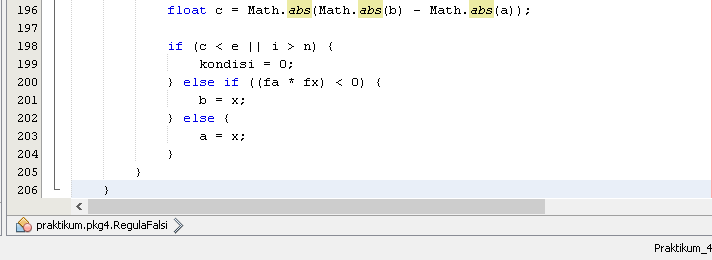 196 float c = Math.abs(Math.abs(b) - Math.abs(a));
197
198 if (c < e || i > n) {
199 kondisi = 0;
200 } else if ((fa * fx) < 0) {
201 b = x;
202 } else {
203 a = x;
204 }
205 }
206 }
praktikum.pkg4.RegulaFalsi
Praktikum_4